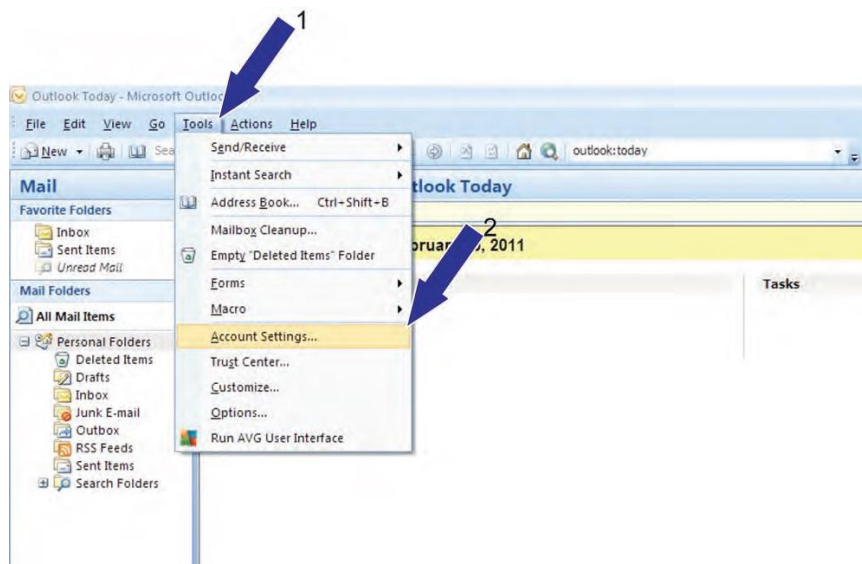 1
Outlook Today - Microsoft Outloo
File Edit View Go Tools Actions Help
New Sea outlook:today
Mail tlook Today
Favorite Folders
Inbox
Sent Items
Unread Mail
Mail Folders
All Mail Items
Personal Folders
Deleted Items
Drafts
Inbox
Junk E-mail
Outbox
RSS Feeds
Sent Items
Search Folders
Send/Receive
Instant Search
Address Book... Ctrl+Shift+B
Mailbox Cleanup...
Empty "Deleted Items" Folder
Forms
Macro
Account Settings...
Trust Center...
Customize...
Options...
Run AVG User Interface
2
, 2011
Tasks